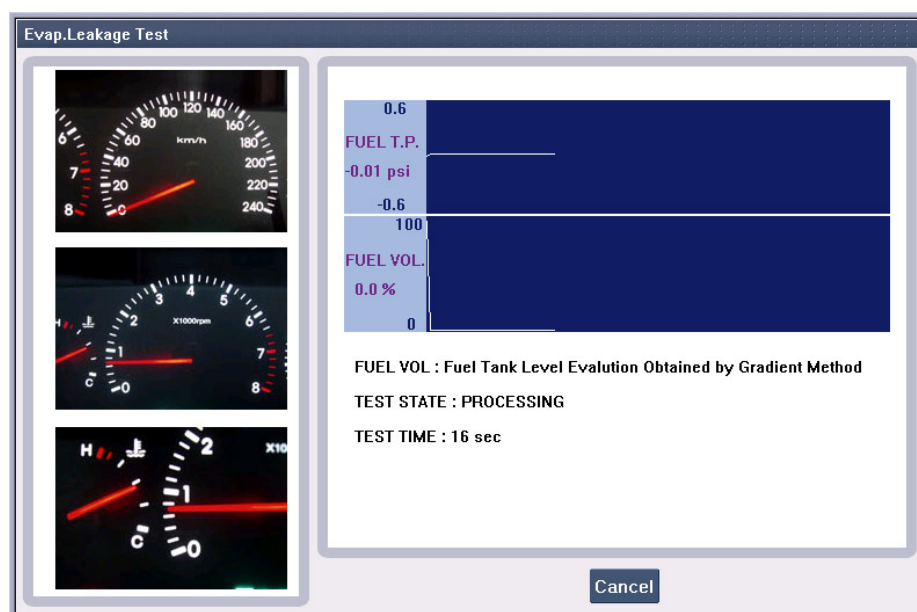 Evap.Leakage Test
100 120 140
80 160
6 60 km/h 180
7 40 200
20 220
8 0 240
3 4 5
H 2 X1000rpm 6
1 7
C 0 8
H 2 X10
1
C 0
0.6
FUEL T.P.
-0.01 psi
-0.6
100
FUEL VOL.
0.0 %
0
FUEL VOL : Fuel Tank Level Evalution Obtained by Gradient Method
TEST STATE : PROCESSING
TEST TIME : 16 sec
Cancel